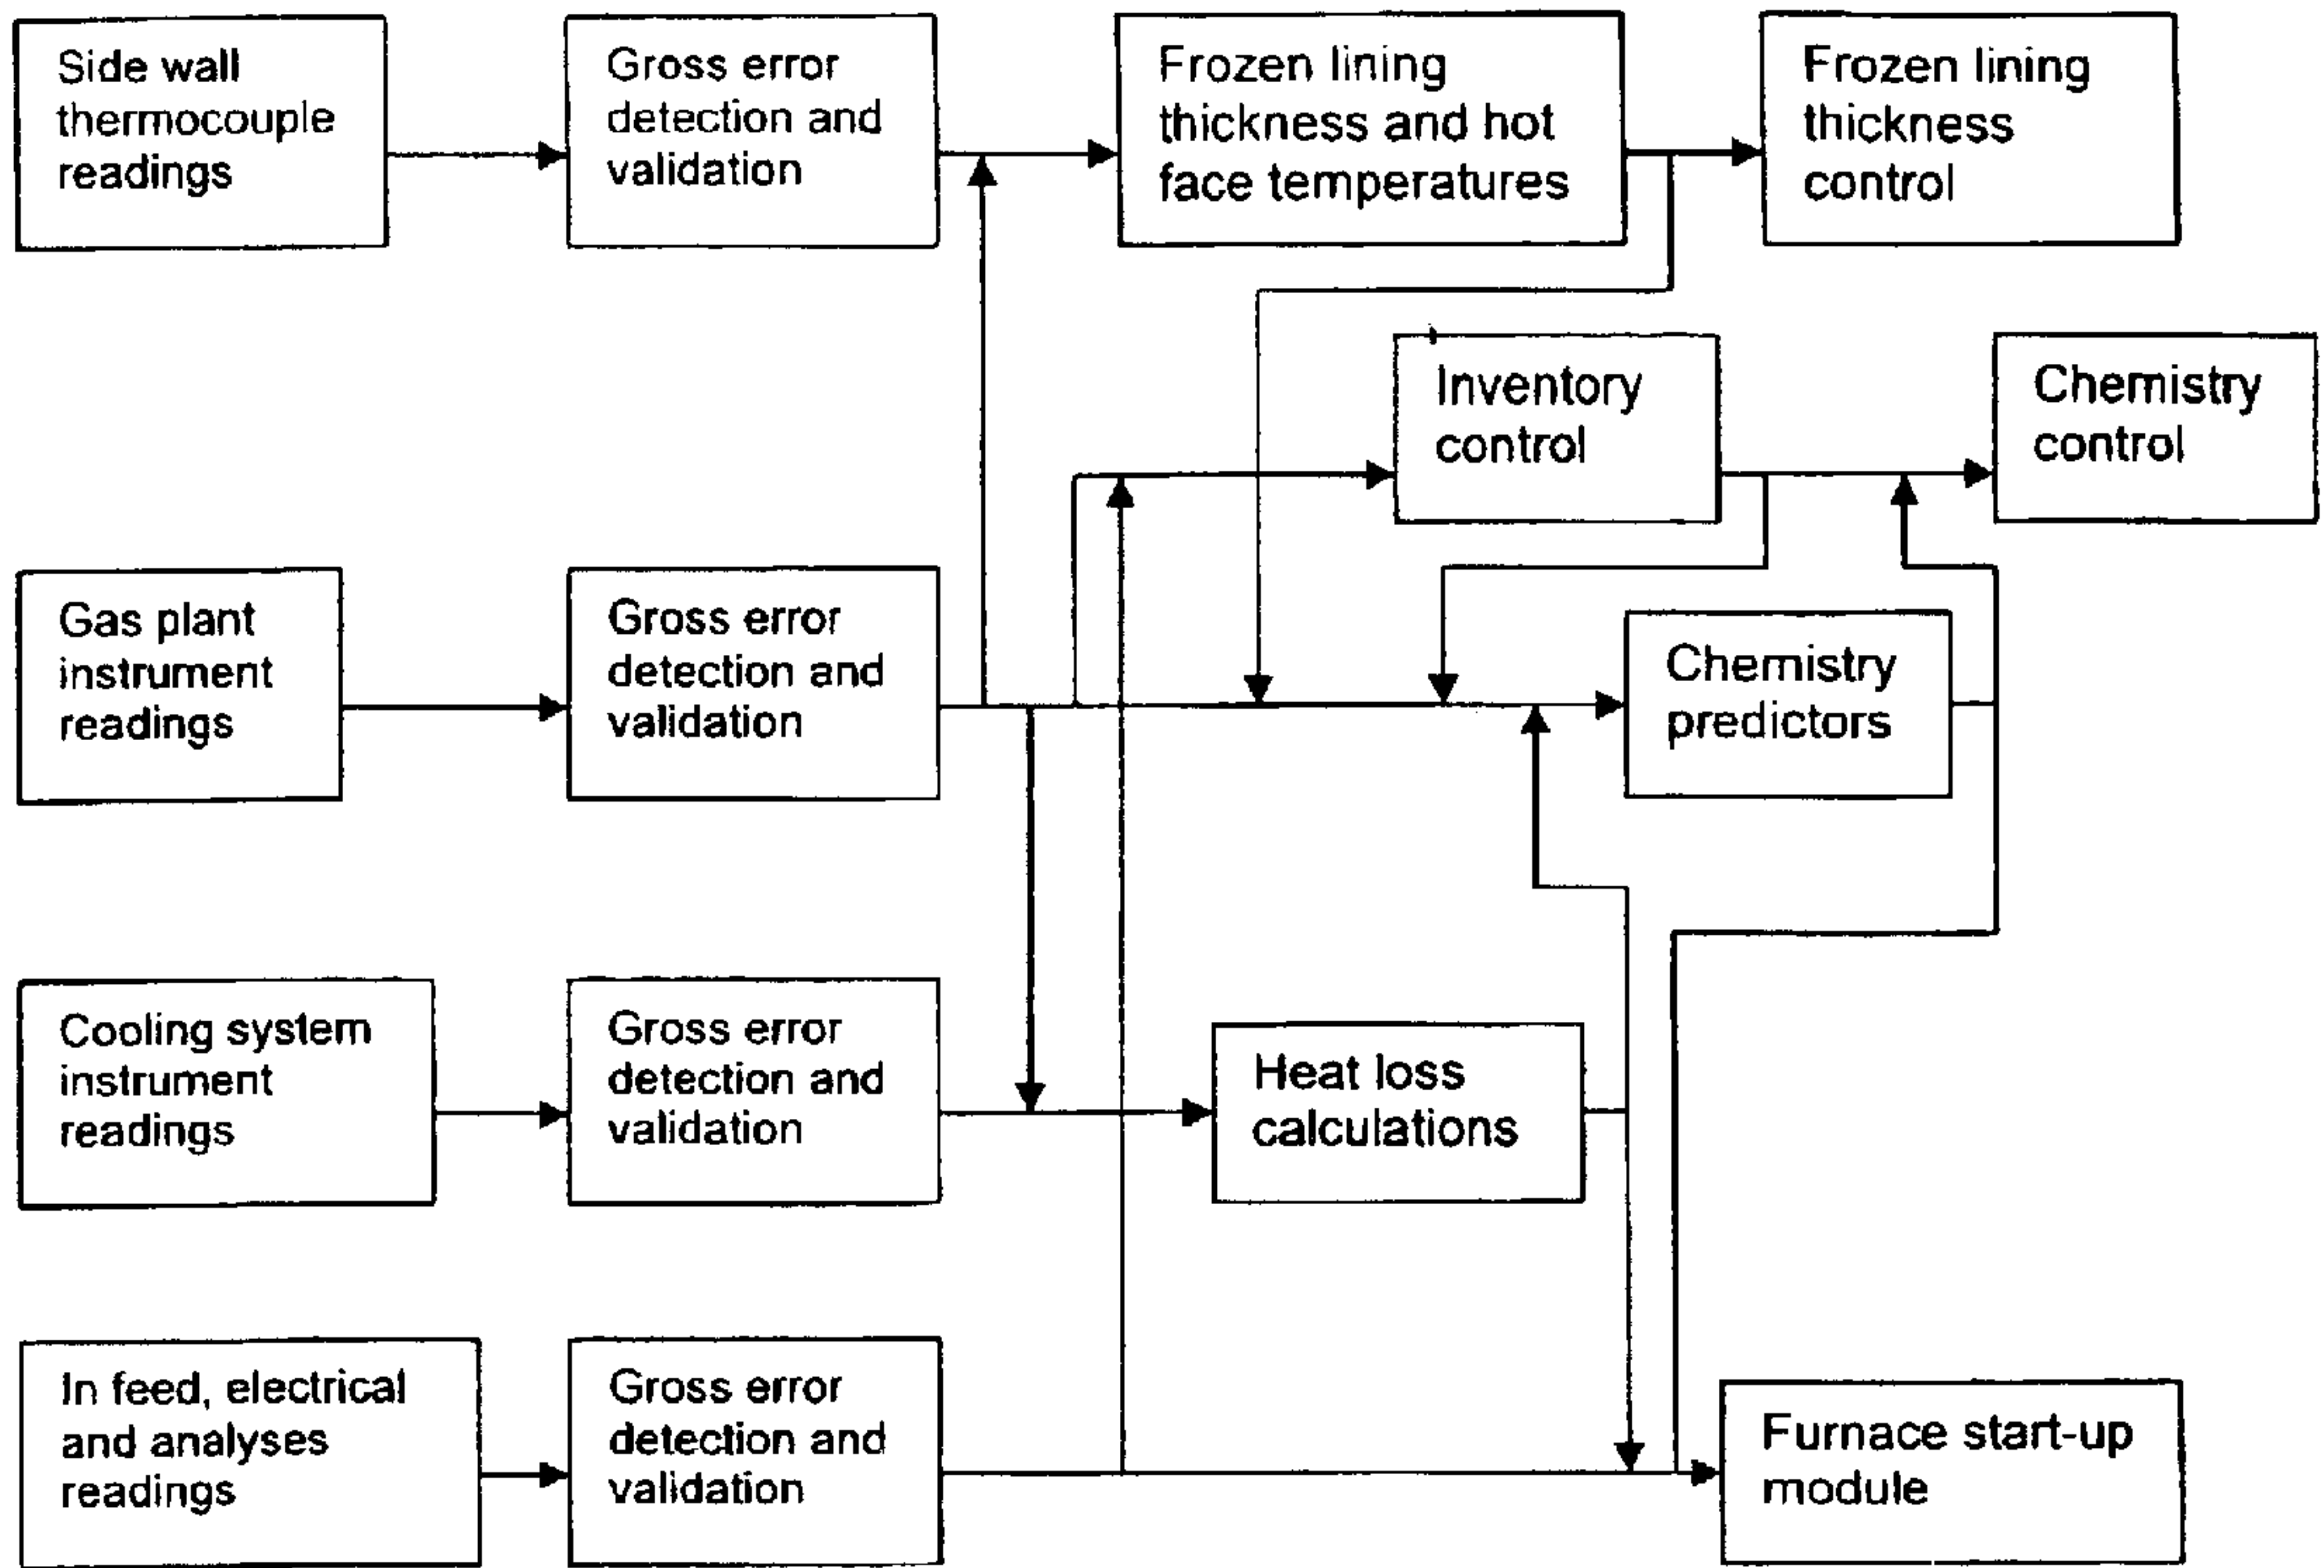 Side wall
thermocouple
readings
Gross error
detection and
validation
Frozen lining
thickness and hot
face temperatures
Frozen lining
thickness
control
Inventory
control
Chemistry
control
Gas plant
instrument
readings
Gross error
detection and
validation
Chemistry
predictors
Cooling system
instrument
readings
Gross error
detection and
validation
Heat loss
calculations
In feed, electrical
and analyses
readings
Gross error
detection and
validation
Furnace start-up
module